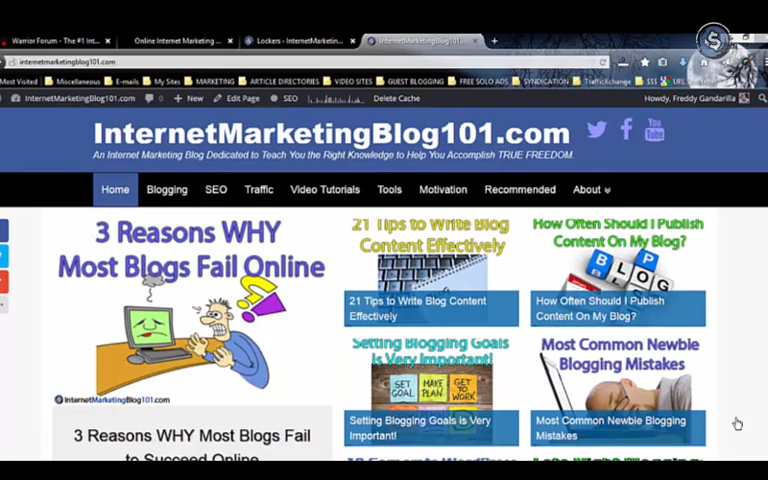 Warrior Forum - The #1 Int...
Online Internet Marketing ...
Lockers - InternetMarketin...
InternetMarketingBlog101...
internetmarketingblog101.com
Most Visited
Miscellaneous
E-mails
My Sites
MARKETING
ARTICLE DIRECTORIES
VIDEO SITES
GUEST BLOGGING
FREE SOLO ADS
SYNDICATION
TrafficXchange
$$$
InternetMarketingBlog101.com
0
+ New
Edit Page
SEO
Delete Cache
Howdy, Freddy Gandarilla
InternetMarketingBlog101.com
You
Tube
An Internet Marketing Blog Dedicated to Teach You the Right Knowledge to Help You Accomplish TRUE FREEDOM.
Home
Blogging
SEO
Traffic
Video Tutorials
Tools
Motivation
Recommended
About
3 Reasons WHY
Most Blogs Fail Online
InternetMarketingBlog101.com
3 Reasons WHY Most Blogs Fail
to Succeed Online
21 Tips to Write Blog
Content Effectively
21 Tips to Write Blog Content
Effectively
How Often Should I Publish
Content On My Blog?
B L O G
How Often Should I Publish
Content On My Blog?
Setting Blogging Goals
is Very Important!
SET GOAL
MAKE PLAN
GET TO WORK
Setting Blogging Goals is Very
Important!
Most Common Newbie
Blogging Mistakes
Most Common Newbie Blogging
Mistakes